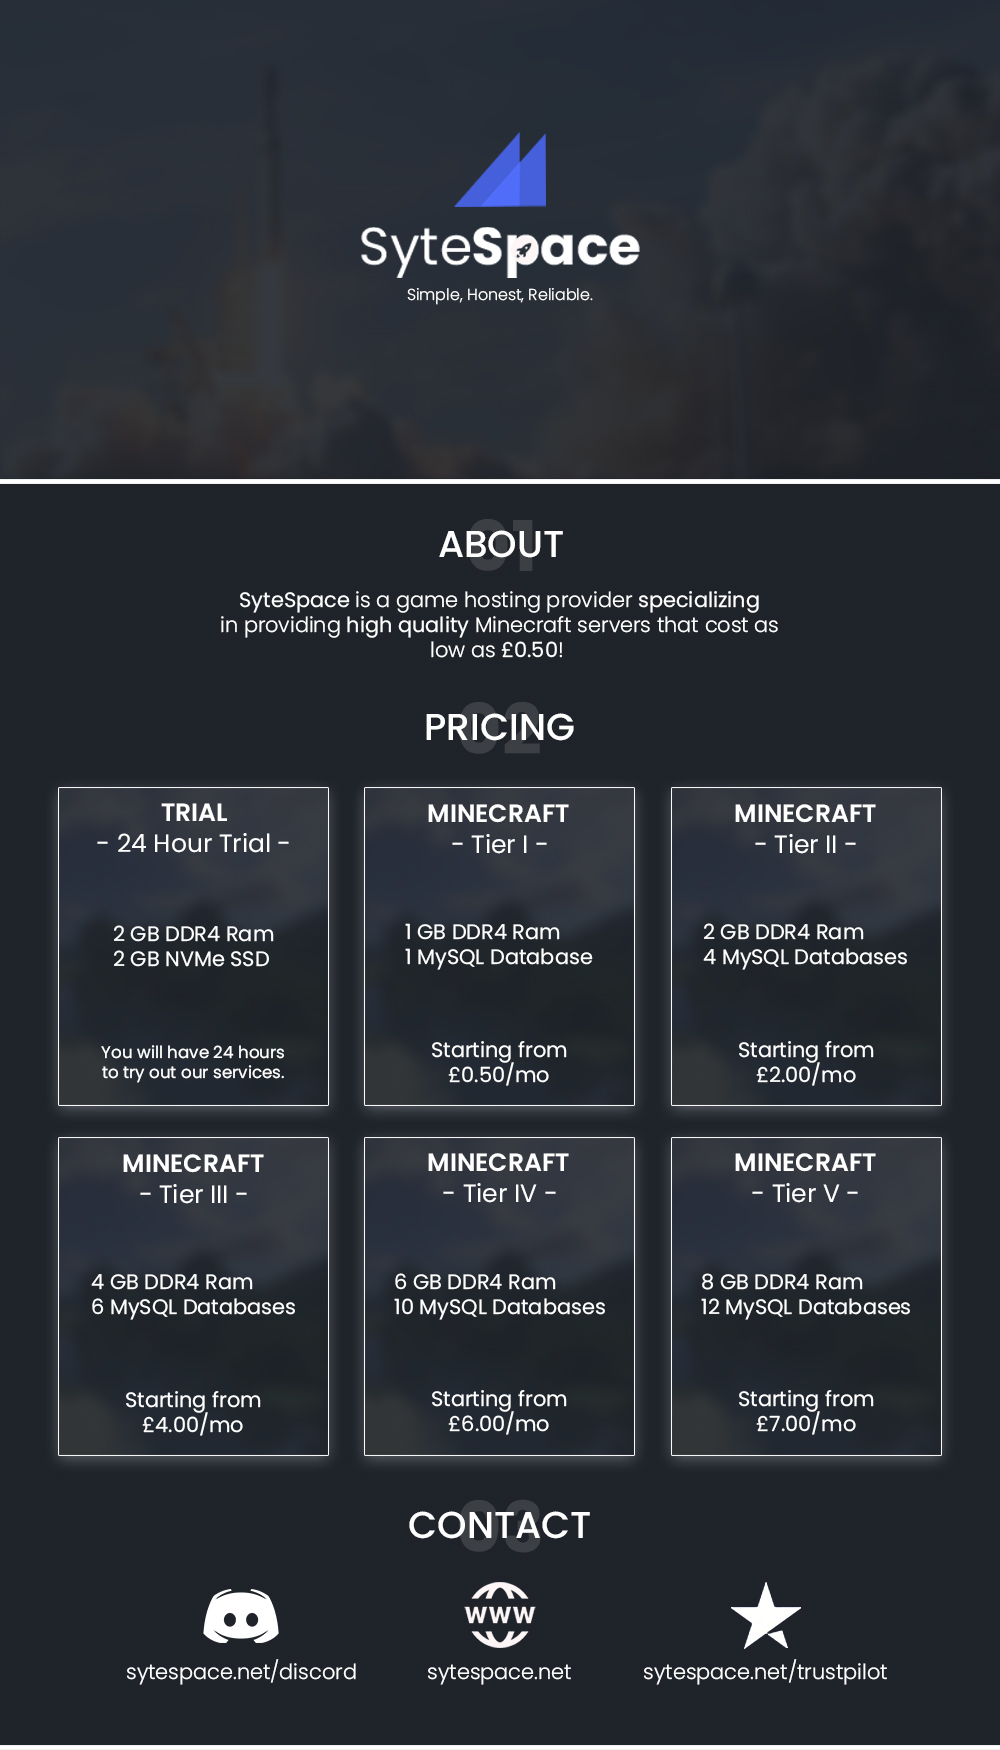 SyteSpace
Simple, Honest, Reliable.
01
ABOUT
SyteSpace is a game hosting provider specializing
in providing high quality Minecraft servers that cost as
low as £0.50!
02
PRICING
TRIAL
- 24 Hour Trial -
2 GB DDR4 Ram
2 GB NVMe SSD
You will have 24 hours
to try out our services.
MINECRAFT
- Tier I -
1 GB DDR4 Ram
1 MySQL Database
Starting from
£0.50/mo
MINECRAFT
- Tier II -
2 GB DDR4 Ram
4 MySQL Databases
Starting from
£2.00/mo
MINECRAFT
- Tier III -
4 GB DDR4 Ram
6 MySQL Databases
Starting from
£4.00/mo
MINECRAFT
- Tier IV -
6 GB DDR4 Ram
10 MySQL Databases
Starting from
£6.00/mo
MINECRAFT
- Tier V -
8 GB DDR4 Ram
12 MySQL Databases
Starting from
£7.00/mo
03
CONTACT
WWW
sytespace.net/discord
sytespace.net
sytespace.net/trustpilot